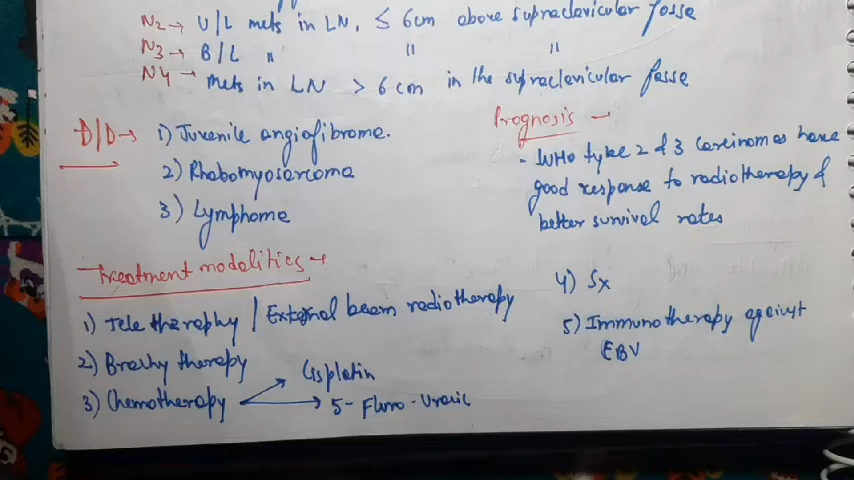 N2 → U/L mets in LN, ≤ 6cm above supraclavicular fosse
N3 → B/L " " "
N4 → mets in LN > 6 cm in the supraclavicular fosse
D/D → 1) Juvenile angiofibroma.
2) Rhabomyosarcoma
3) Lymphoma
Prognosis →
- WHO type 2 & 3 carcinomas have
good response to radiotherapy &
better survival rates
Treatment modalities →
1) Tele therapy / External beam radiotherapy
2) Brachy therapy
3) Chemotherapy → Cisplatin
→ 5- Fluro-Uracil
4) Sx
5) Immunotherapy against
EBV